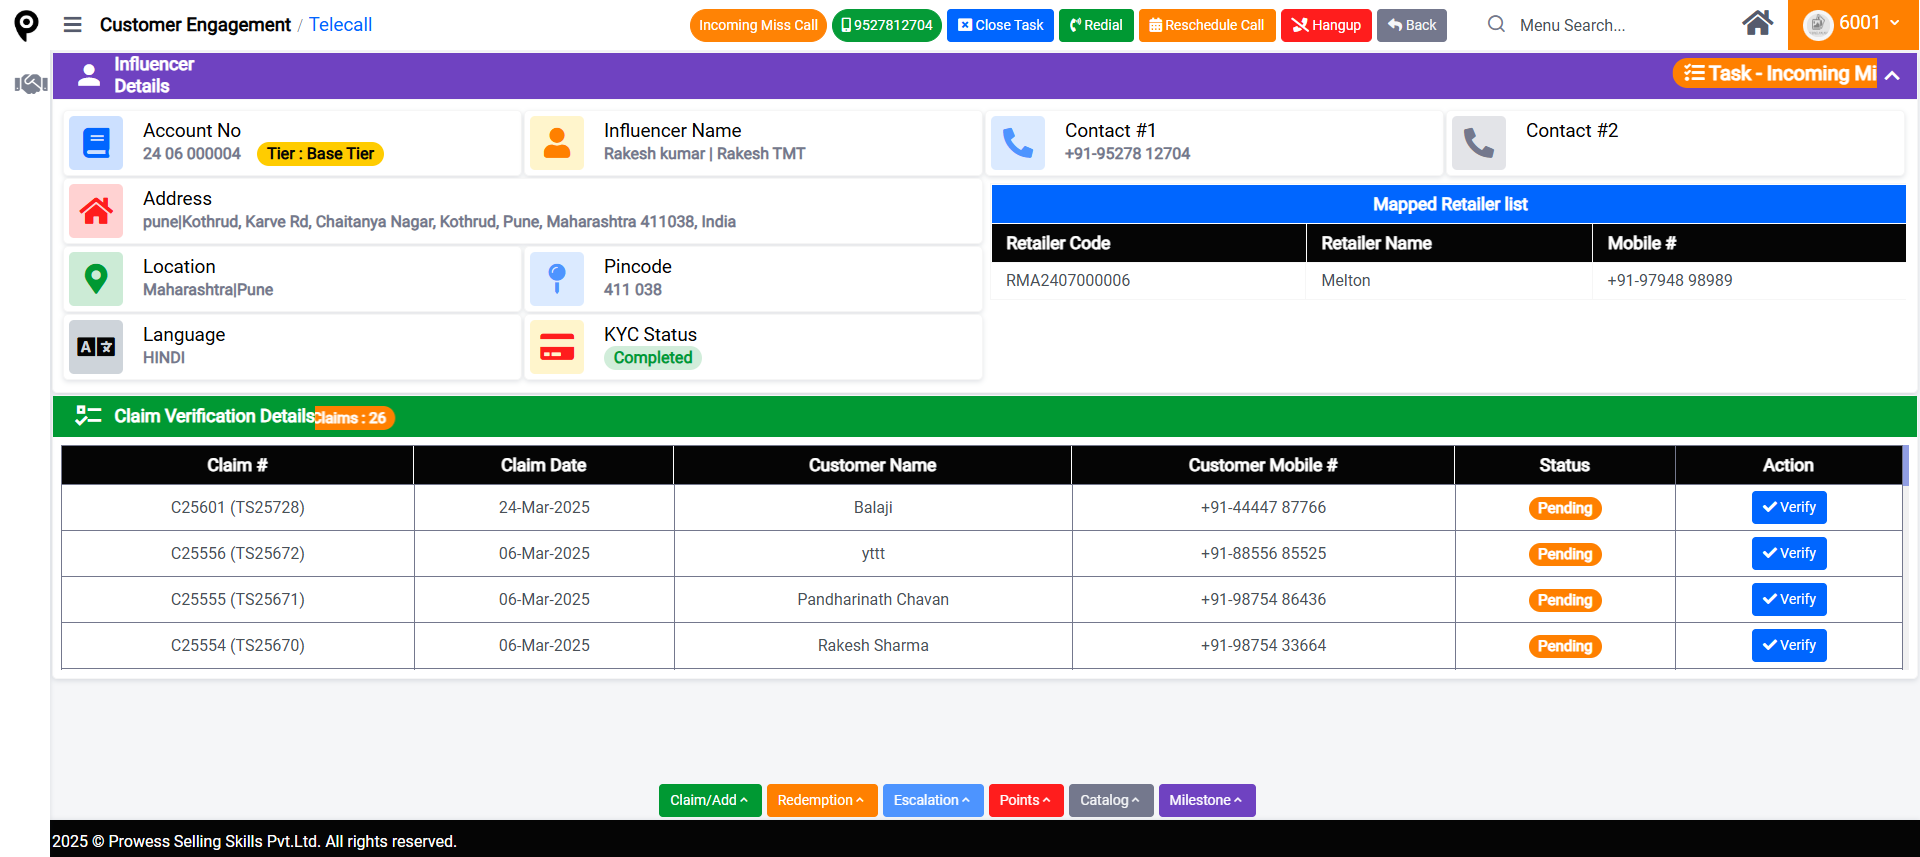 Customer Engagement / Telecall
Incoming Miss Call
9527812704
Close Task
Redial
Reschedule Call
Hangup
Back
Menu Search...
6001
Influencer
Details
Task - Incoming Mi
Account No
24 06 000004 Tier : Base Tier
Influencer Name
Rakesh kumar | Rakesh TMT
Contact #1
+91-95278 12704
Contact #2
Address
pune|Kothrud, Karve Rd, Chaitanya Nagar, Kothrud, Pune, Maharashtra 411038, India
Mapped Retailer list
Retailer Code Retailer Name Mobile #
RMA2407000006 Melton +91-97948 98989
Location
Maharashtra|Pune
Pincode
411 038
Language
HINDI
KYC Status
Completed
Claim Verification Details Claims : 26
Claim # Claim Date Customer Name Customer Mobile # Status Action
C25601 (TS25728) 24-Mar-2025 Balaji +91-44447 87766 Pending Verify
C25556 (TS25672) 06-Mar-2025 yttt +91-88556 85525 Pending Verify
C25555 (TS25671) 06-Mar-2025 Pandharinath Chavan +91-98754 86436 Pending Verify
C25554 (TS25670) 06-Mar-2025 Rakesh Sharma +91-98754 33664 Pending Verify
Claim/Add Redemption Escalation Points Catalog Milestone
2025 © Prowess Selling Skills Pvt.Ltd. All rights reserved.